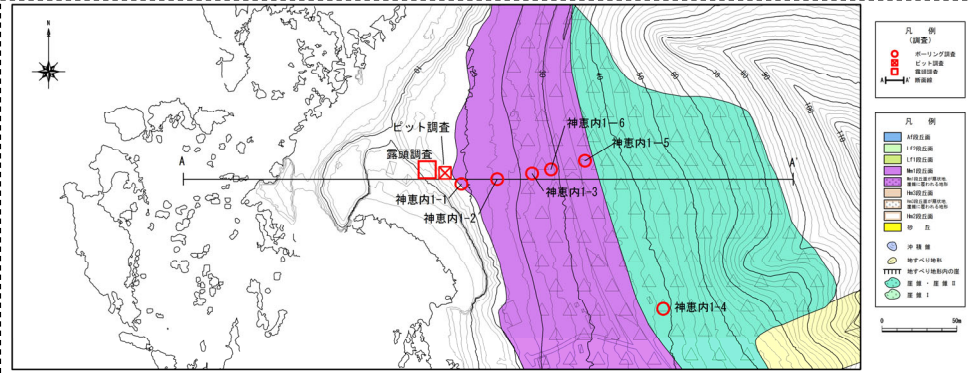 N
A
A'
ピット調査
露頭調査
神恵内1-1
神恵内1-2
神恵内1-3
神恵内1-6
神恵内1-5
神恵内1-4
凡 例
(調査)
ボーリング調査
ピット調査
露頭調査
A A' 断面線
凡 例
Af段丘面
Lf1段丘面
Mm1段丘面
Hm3段丘面
Hm2段丘面
砂 丘
沖積錐
地すべり地形
地すべり地形内の崖
崖錐・崖錐Ⅱ
崖錐Ⅰ
0 50m